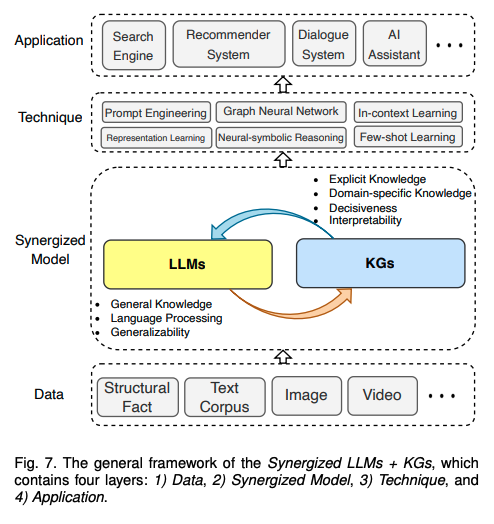 Application
Search Engine
Recommender System
Dialogue System
AI Assistant
• • •
Technique
Prompt Engineering
Graph Neural Network
In-context Learning
Representation Learning
Neural-symbolic Reasoning
Few-shot Learning
• Explicit Knowledge
• Domain-specific Knowledge
• Decisiveness
• Interpretability
Synergized Model
LLMs
KGs
• General Knowledge
• Language Processing
• Generalizability
Data
Structural Fact
Text Corpus
Image
Video
• • •
Fig. 7. The general framework of the Synergized LLMs + KGs, which
contains four layers: 1) Data, 2) Synergized Model, 3) Technique, and
4) Application.